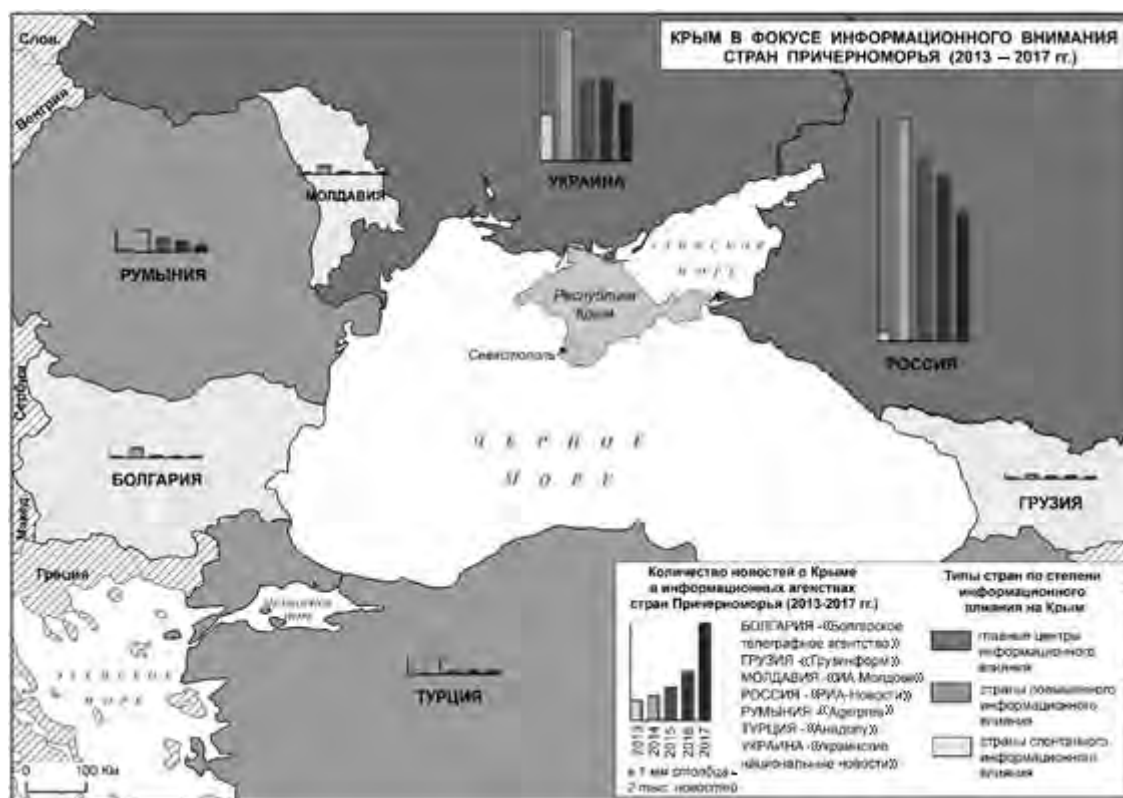 КРЫМ В ФОКУСЕ ИНФОРМАЦИОННОГО ВНИМАНИЯ
СТРАН ПРИЧЕРНОМОРЬЯ (2013 – 2017 гг.)
Слов.
Венгрия
УКРАИНА
МОЛДАВИЯ
РУМЫНИЯ
РОССИЯ
Республика
Крым
Севастополь
Сербия
ЧЕРНОЕ
МОРЕ
БОЛГАРИЯ
ГРУЗИЯ
Макед.
Греция
МОРЕ
ТУРЦИЯ
0 100 Км
Количество новостей о Крыме
в информационных агентствах
стран Причерноморья (2013-2017 гг.)
2013
2014
2015
2016
2017
в 1 мм столбца –
2 тыс. новостей
БОЛГАРИЯ -«Болгарское
телеграфное агентство»
ГРУЗИЯ «Грузинформ»
МОЛДАВИЯ -«ИА Молдова»
РОССИЯ - «РИА-Новости»
РУМЫНИЯ - «Agerpres»
ТУРЦИЯ - «Анадолу»
УКРАИНА -«Украинские
национальные новости»
Типы стран по степени
информационного
влияния на Крым
главные центры
информационного
влияния
страны повышенного
информационного
влияния
страны спонтанного
информационного
влияния